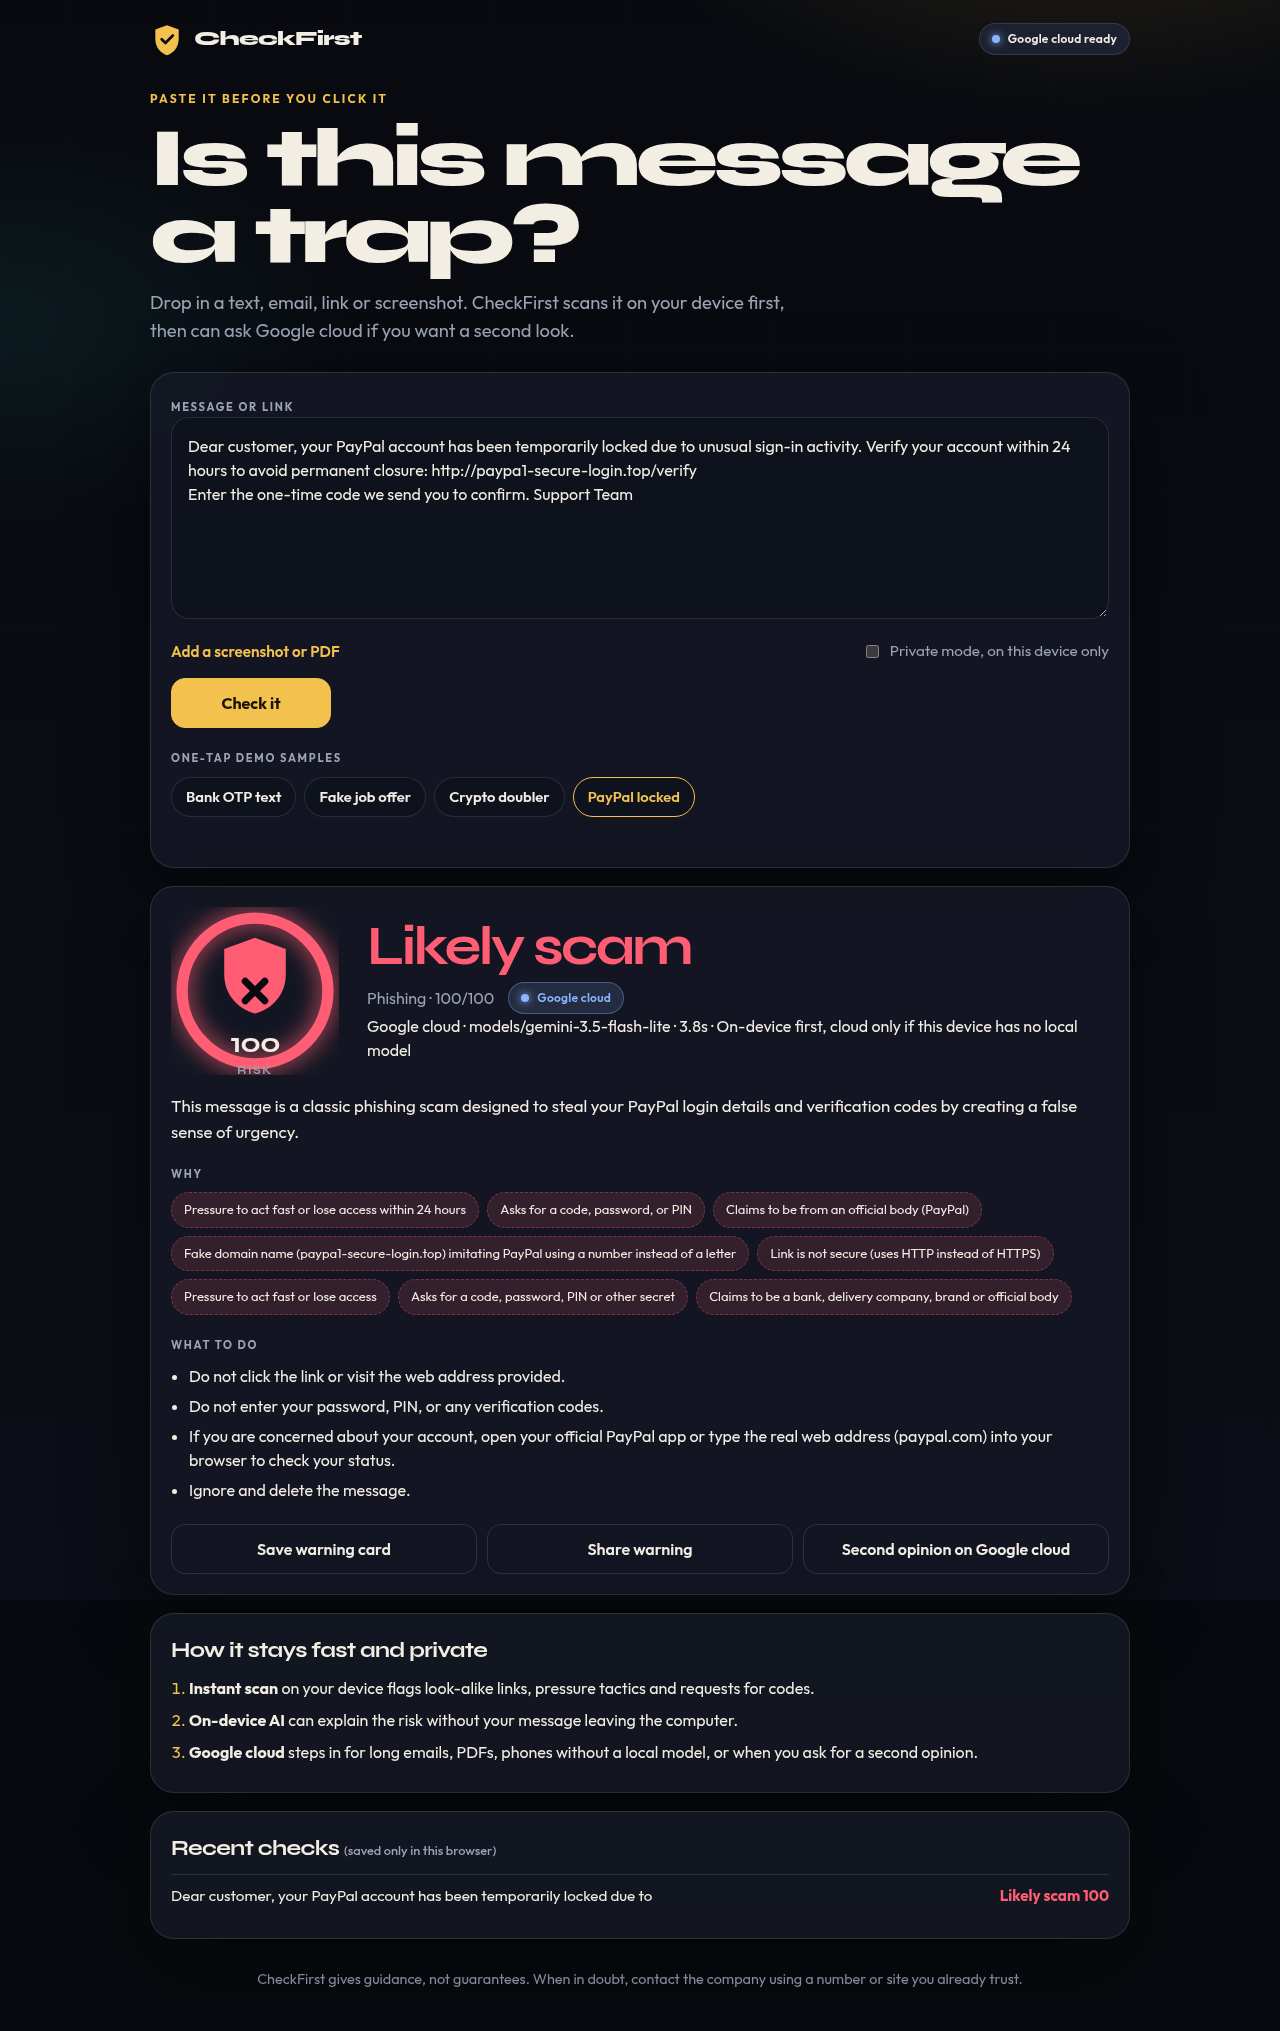 CheckFirst
Google cloud ready
PASTE IT BEFORE YOU CLICK IT
Is this message
a trap?
Drop in a text, email, link or screenshot. CheckFirst scans it on your device first,
then can ask Google cloud if you want a second look.
MESSAGE OR LINK
Dear customer, your PayPal account has been temporarily locked due to unusual sign-in activity. Verify your account within 24
hours to avoid permanent closure: http://paypa1-secure-login.top/verify
Enter the one-time code we send you to confirm. Support Team
Add a screenshot or PDF
Private mode, on this device only
Check it
ONE-TAP DEMO SAMPLES
Bank OTP text
Fake job offer
Crypto doubler
PayPal locked
100
RISK
Likely scam
Phishing · 100/100
Google cloud
Google cloud · models/gemini-3.5-flash-lite · 3.8s · On-device first, cloud only if this device has no local
model
This message is a classic phishing scam designed to steal your PayPal login details and verification codes by creating a false
sense of urgency.
WHY
Pressure to act fast or lose access within 24 hours
Asks for a code, password, or PIN
Claims to be from an official body (PayPal)
Fake domain name (paypa1-secure-login.top) imitating PayPal using a number instead of a letter
Link is not secure (uses HTTP instead of HTTPS)
Pressure to act fast or lose access
Asks for a code, password, PIN or other secret
Claims to be a bank, delivery company, brand or official body
WHAT TO DO
• Do not click the link or visit the web address provided.
• Do not enter your password, PIN, or any verification codes.
• If you are concerned about your account, open your official PayPal app or type the real web address (paypal.com) into your
browser to check your status.
• Ignore and delete the message.
Save warning card
Share warning
Second opinion on Google cloud
How it stays fast and private
1. Instant scan on your device flags look-alike links, pressure tactics and requests for codes.
2. On-device AI can explain the risk without your message leaving the computer.
3. Google cloud steps in for long emails, PDFs, phones without a local model, or when you ask for a second opinion.
Recent checks (saved only in this browser)
Dear customer, your PayPal account has been temporarily locked due to
Likely scam 100
CheckFirst gives guidance, not guarantees. When in doubt, contact the company using a number or site you already trust.